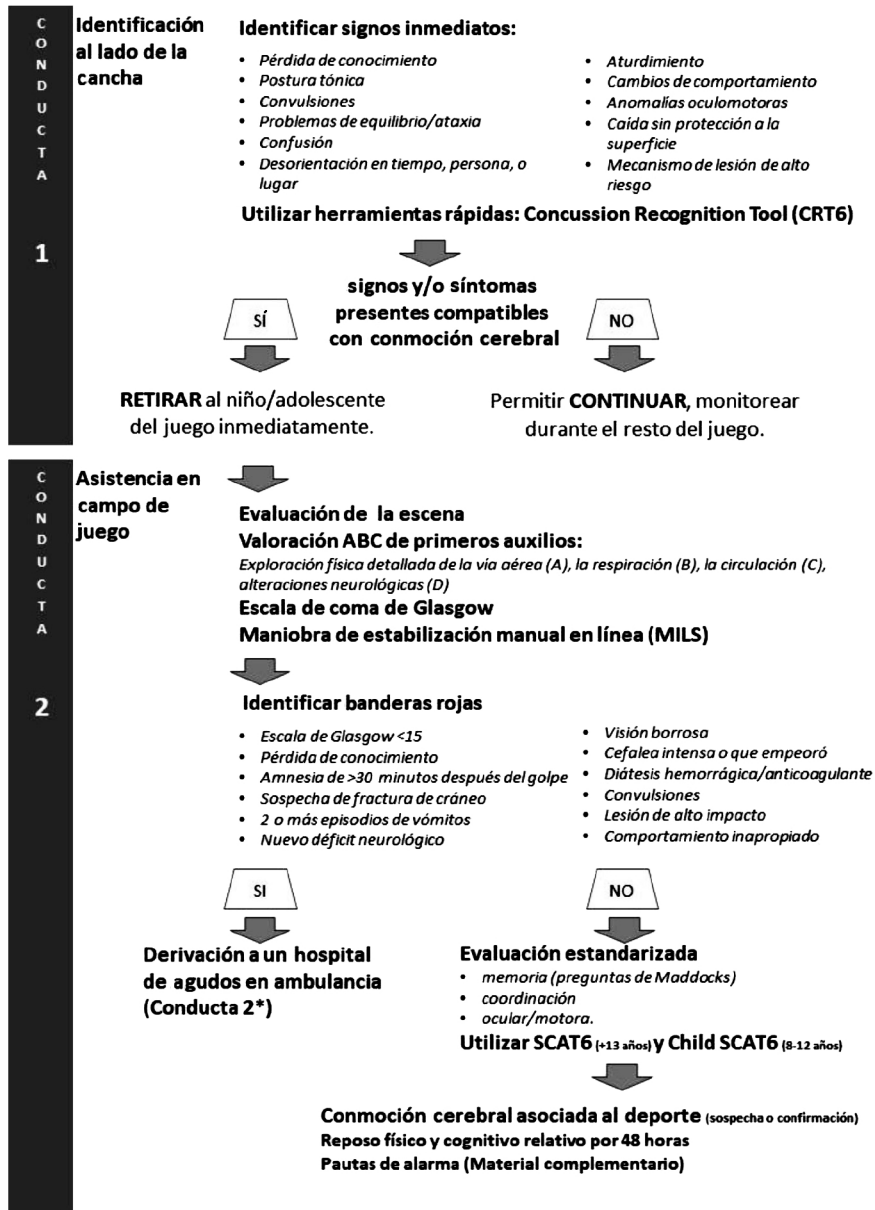 CONDUCTA
1
Identificación
al lado de la
cancha
Identificar signos inmediatos:
• Pérdida de conocimiento
• Postura tónica
• Convulsiones
• Problemas de equilibrio/ataxia
• Confusión
• Desorientación en tiempo, persona, o
lugar
• Aturdimiento
• Cambios de comportamiento
• Anomalías oculomotoras
• Caída sin protección a la
superficie
• Mecanismo de lesión de alto
riesgo
Utilizar herramientas rápidas: Concussion Recognition Tool (CRT6)
signos y/o síntomas
presentes compatibles
con conmoción cerebral
SÍ
NO
RETIRAR al niño/adolescente
del juego inmediatamente.
Permitir CONTINUAR, monitorear
durante el resto del juego.
CONDUCTA
2
Asistencia en
campo de
juego
Evaluación de la escena
Valoración ABC de primeros auxilios:
Exploración física detallada de la vía aérea (A), la respiración (B), la circulación (C),
alteraciones neurológicas (D)
Escala de coma de Glasgow
Maniobra de estabilización manual en línea (MILS)
Identificar banderas rojas
• Escala de Glasgow <15
• Pérdida de conocimiento
• Amnesia de >30 minutos después del golpe
• Sospecha de fractura de cráneo
• 2 o más episodios de vómitos
• Nuevo déficit neurológico
• Visión borrosa
• Cefalea intensa o que empeoró
• Diátesis hemorrágica/anticoagulante
• Convulsiones
• Lesión de alto impacto
• Comportamiento inapropiado
SI
NO
Derivación a un hospital
de agudos en ambulancia
(Conducta 2*)
Evaluación estandarizada
• memoria (preguntas de Maddocks)
• coordinación
• ocular/motora.
Utilizar SCAT6 (+13 años) y Child SCAT6 (8-12 años)
Conmoción cerebral asociada al deporte (sospecha o confirmación)
Reposo físico y cognitivo relativo por 48 horas
Pautas de alarma (Material complementario)